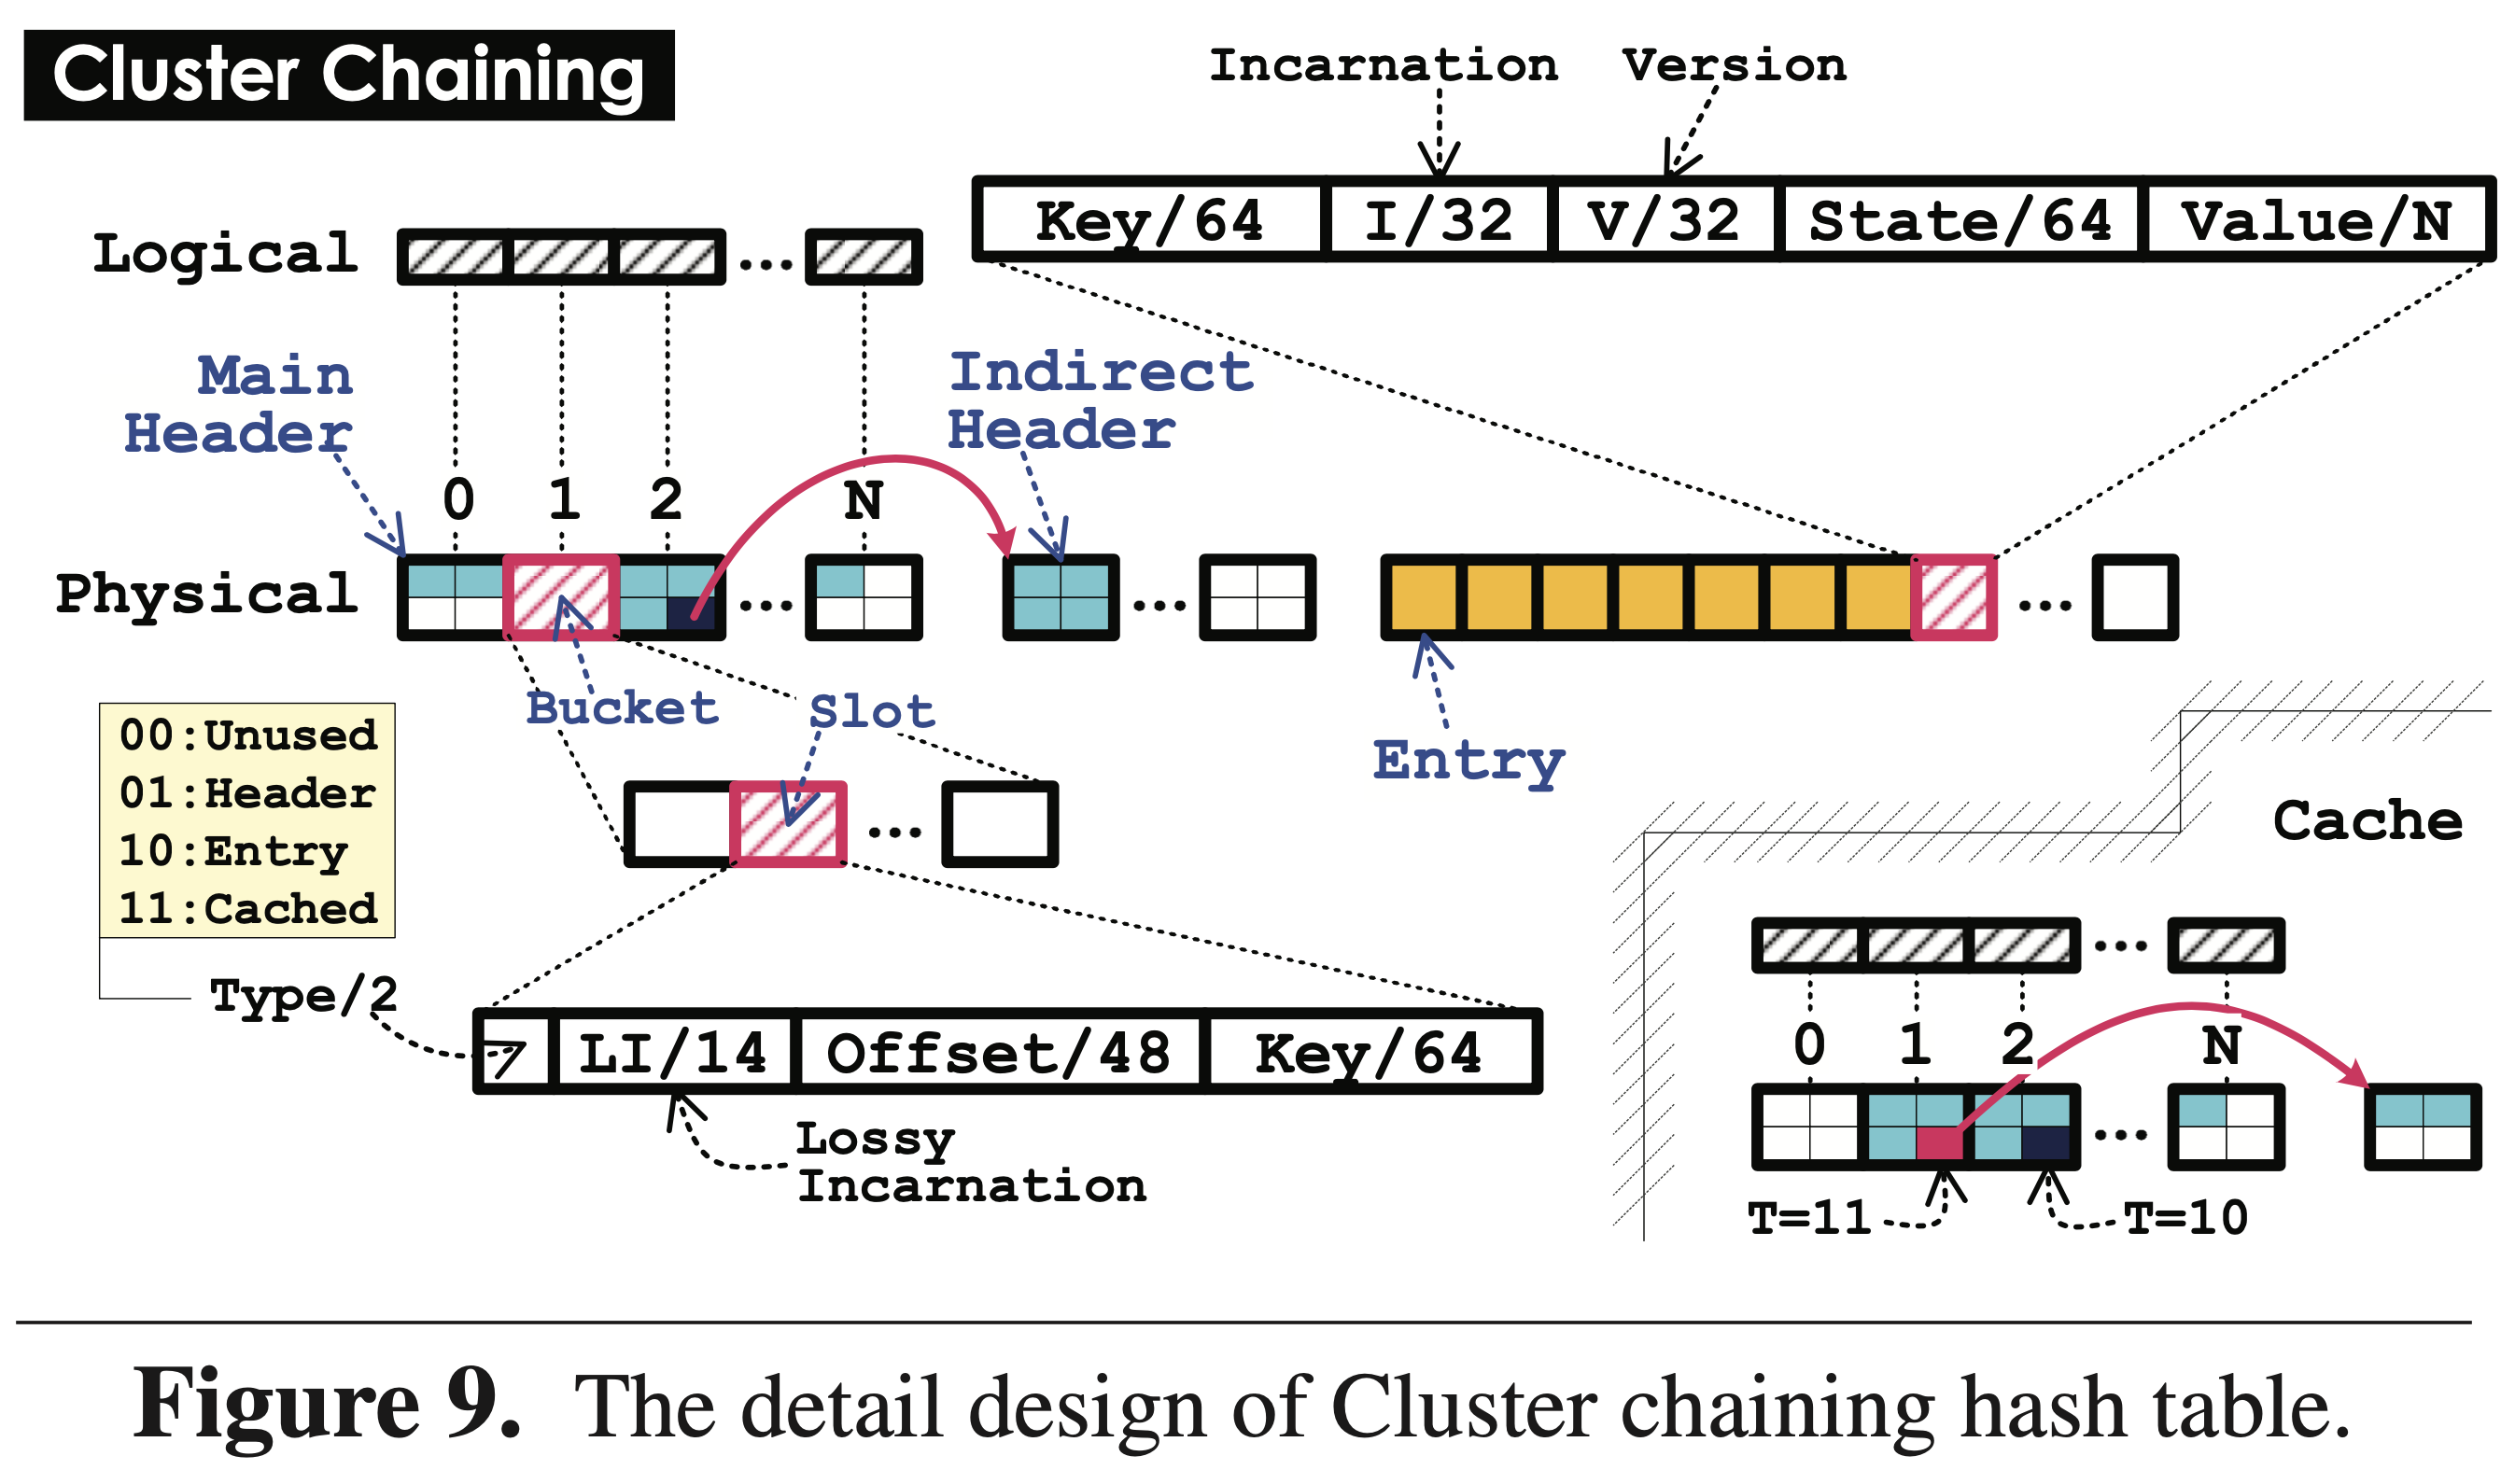 Cluster Chaining
Incarnation Version
Key/64 I/32 V/32 State/64 Value/N
Logical ...
Main
Header
Indirect
Header
0 1 2 N
Physical ... ... ...
Bucket Slot
Entry
00:Unused
01:Header
10:Entry
11:Cached
...
Cache
Type/2
LI/14 Offset/48 Key/64
Lossy
Incarnation
...
0 1 2 N
...
T=11 T=10
Figure 9. The detail design of Cluster chaining hash table.